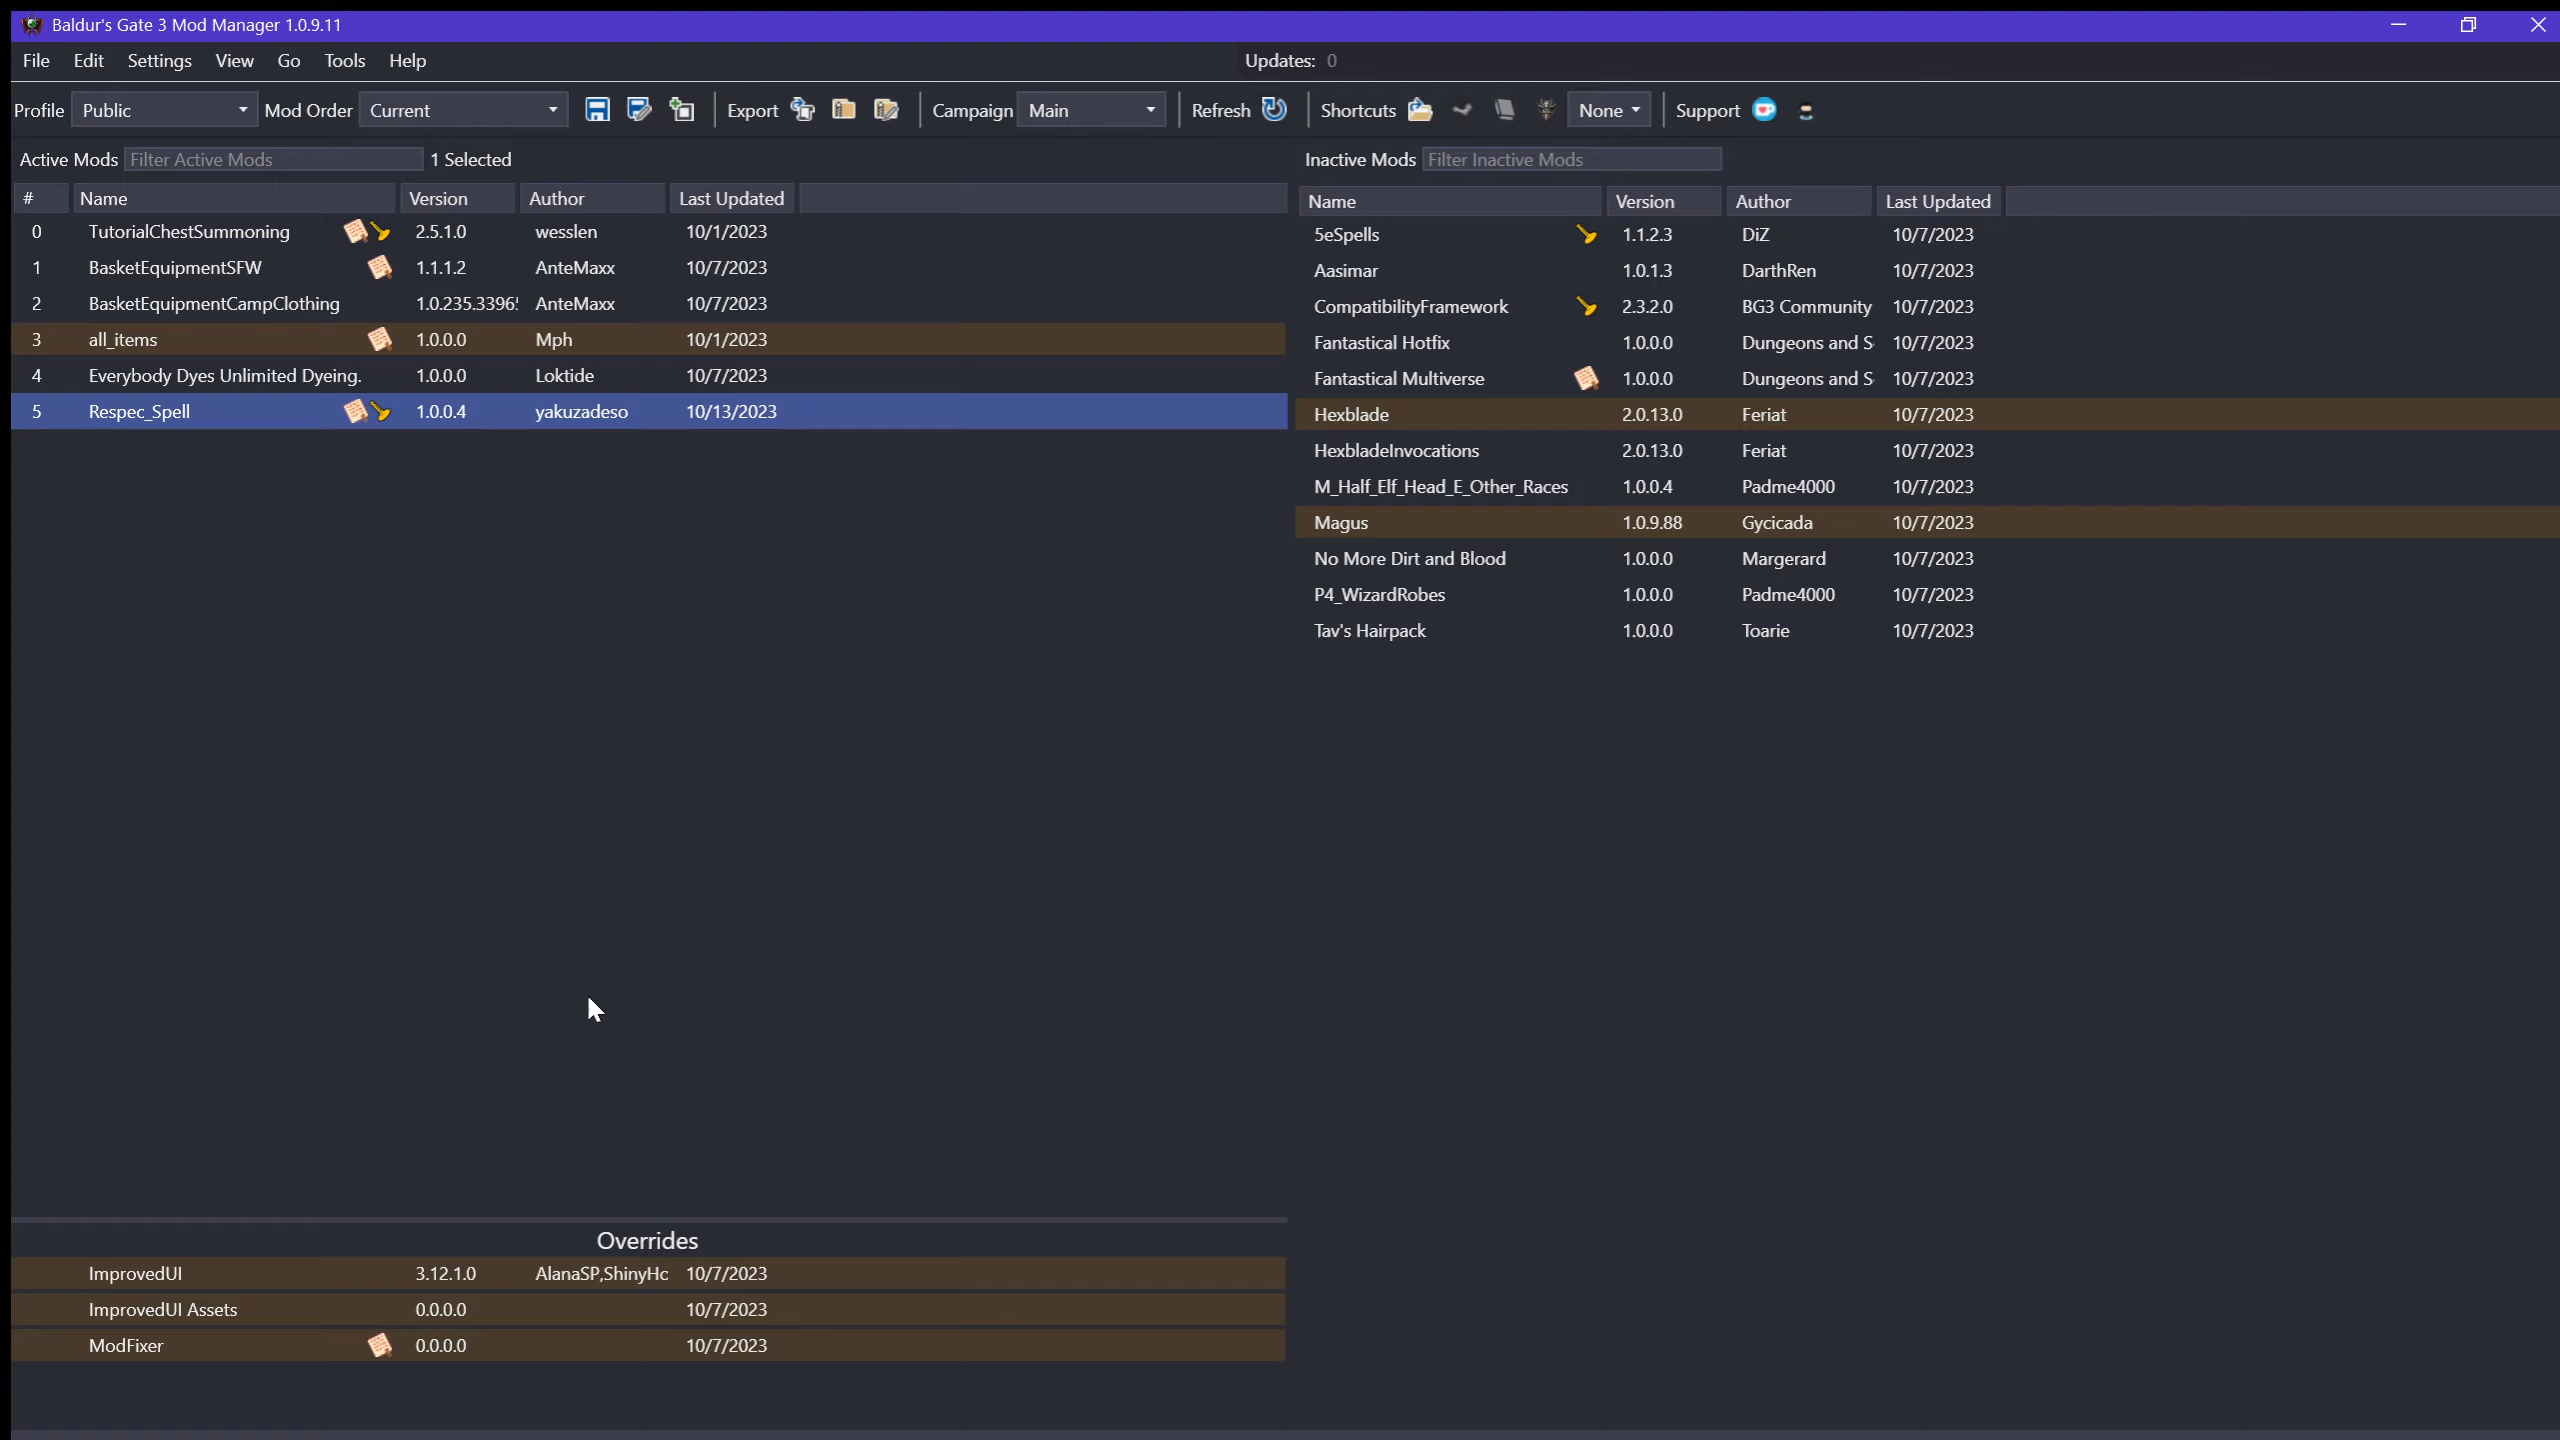 Baldur's Gate 3 Mod Manager 1.0.9.11
File Edit Settings View Go Tools Help Updates: 0
Profile Public Mod Order Current Export Campaign Main Refresh Shortcuts None Support
Active Mods Filter Active Mods 1 Selected
# Name Version Author Last Updated
0 TutorialChestSummoning 2.5.1.0 wesslen 10/1/2023
1 BasketEquipmentSFW 1.1.1.2 AnteMaxx 10/7/2023
2 BasketEquipmentCampClothing 1.0.235.3396 AnteMaxx 10/7/2023
3 all_items 1.0.0.0 Mph 10/1/2023
4 Everybody Dyes Unlimited Dyeing. 1.0.0.0 Loktide 10/7/2023
5 Respec_Spell 1.0.0.4 yakuzadeso 10/13/2023
Overrides
ImprovedUI 3.12.1.0 AlanaSP,ShinyHo 10/7/2023
ImprovedUI Assets 0.0.0.0 10/7/2023
ModFixer 0.0.0.0 10/7/2023
Inactive Mods Filter Inactive Mods
Name Version Author Last Updated
5eSpells 1.1.2.3 DiZ 10/7/2023
Aasimar 1.0.1.3 DarthRen 10/7/2023
CompatibilityFramework 2.3.2.0 BG3 Community 10/7/2023
Fantastical Hotfix 1.0.0.0 Dungeons and S 10/7/2023
Fantastical Multiverse 1.0.0.0 Dungeons and S 10/7/2023
Hexblade 2.0.13.0 Feriat 10/7/2023
HexbladeInvocations 2.0.13.0 Feriat 10/7/2023
M_Half_Elf_Head_E_Other_Races 1.0.0.4 Padme4000 10/7/2023
Magus 1.0.9.88 Gycicada 10/7/2023
No More Dirt and Blood 1.0.0.0 Margerard 10/7/2023
P4_WizardRobes 1.0.0.0 Padme4000 10/7/2023
Tav's Hairpack 1.0.0.0 Toarie 10/7/2023